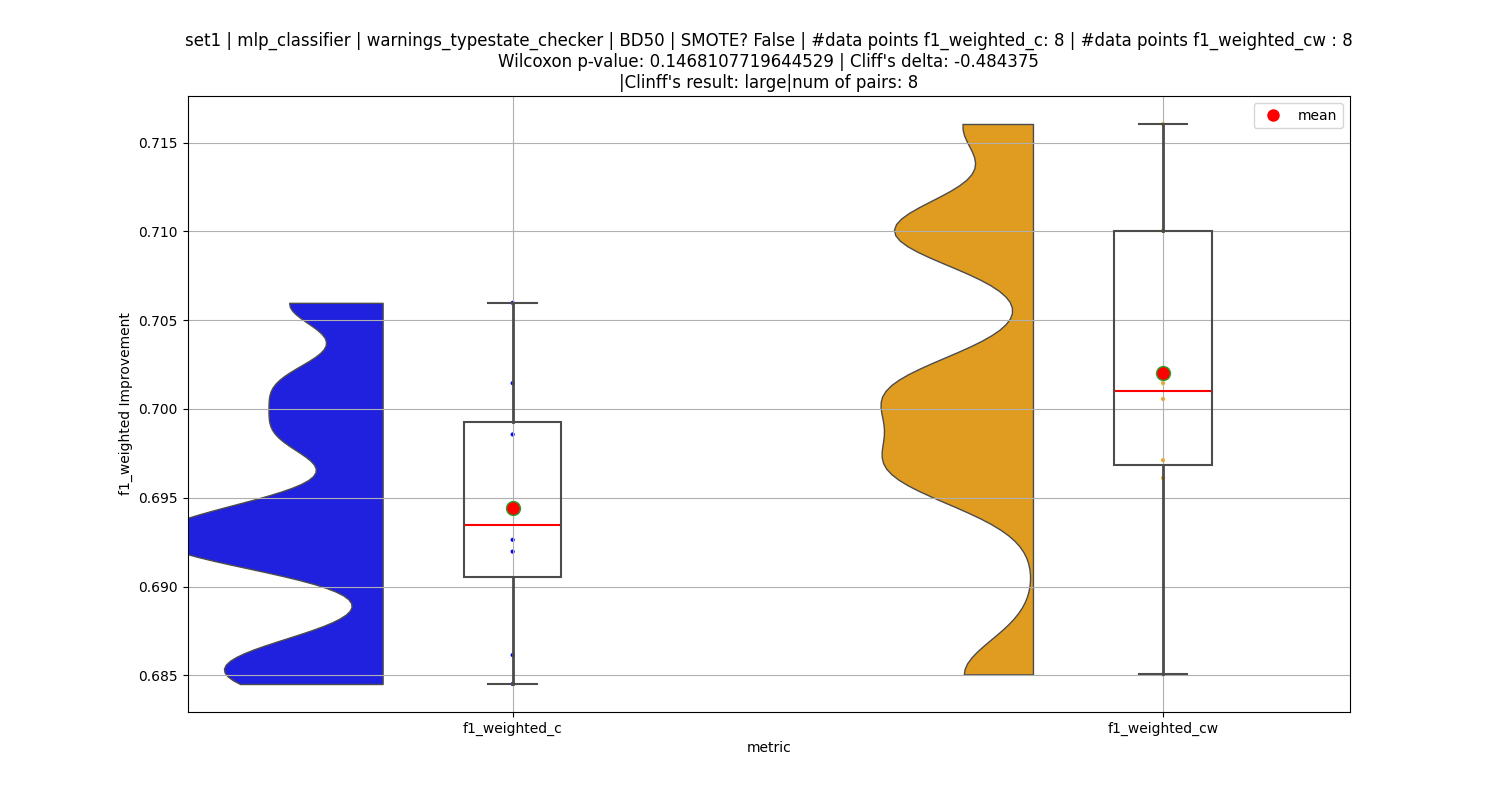 set1 | mlp_classifier | warnings_typestate_checker | BD50 | SMOTE? False | #data points f1_weighted_c: 8 | #data points f1_weighted_cw : 8
Wilcoxon p-value: 0.1468107719644529 | Cliff's delta: -0.484375
|Clinff's result: large|num of pairs: 8
mean
0.715
0.710
0.705
0.700
0.695
0.690
0.685
f1_weighted Improvement
f1_weighted_c
f1_weighted_cw
metric